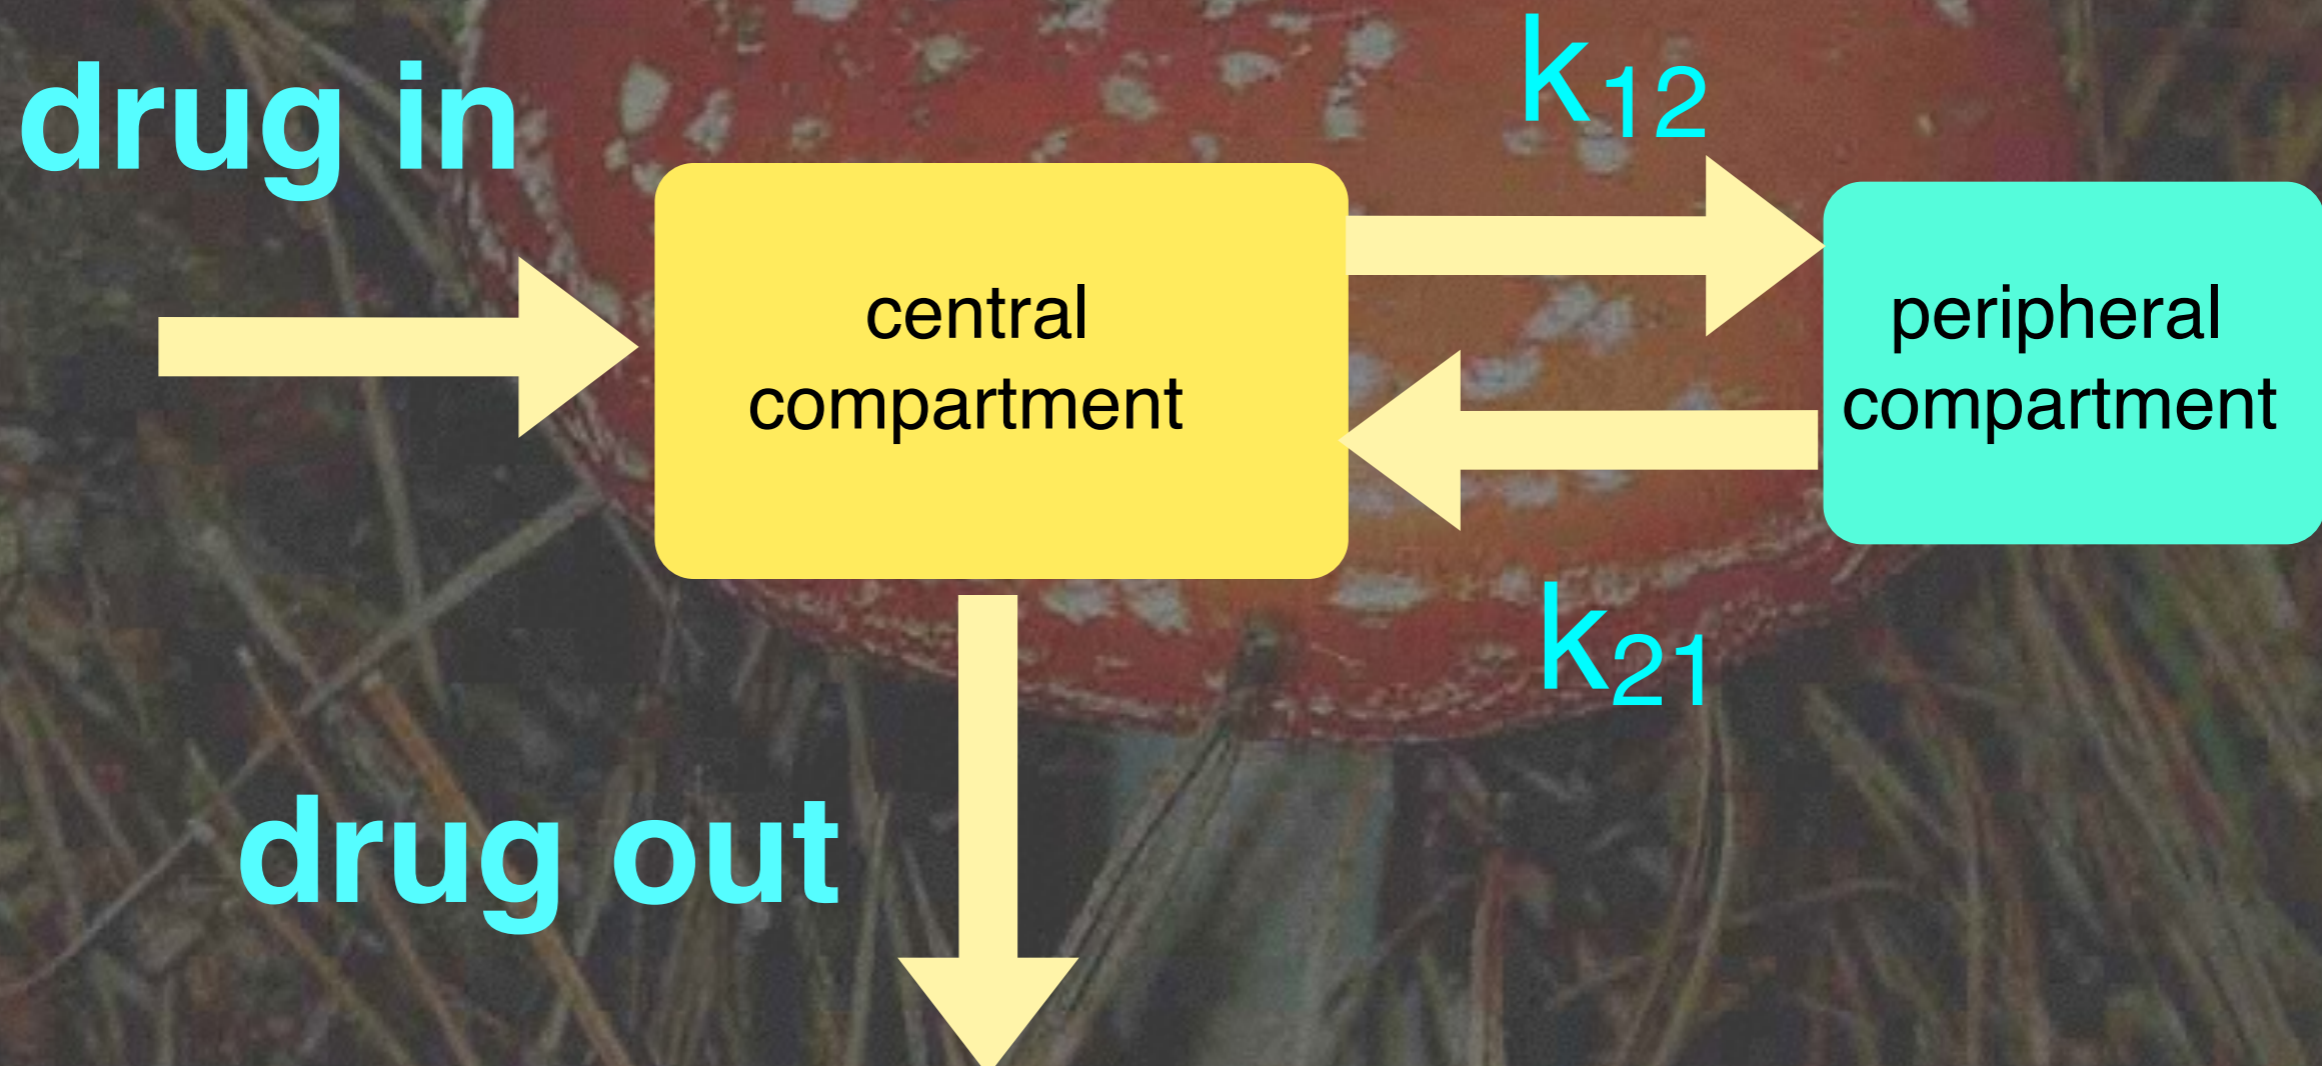 drug in
k12
central
compartment
peripheral
compartment
k21
drug out